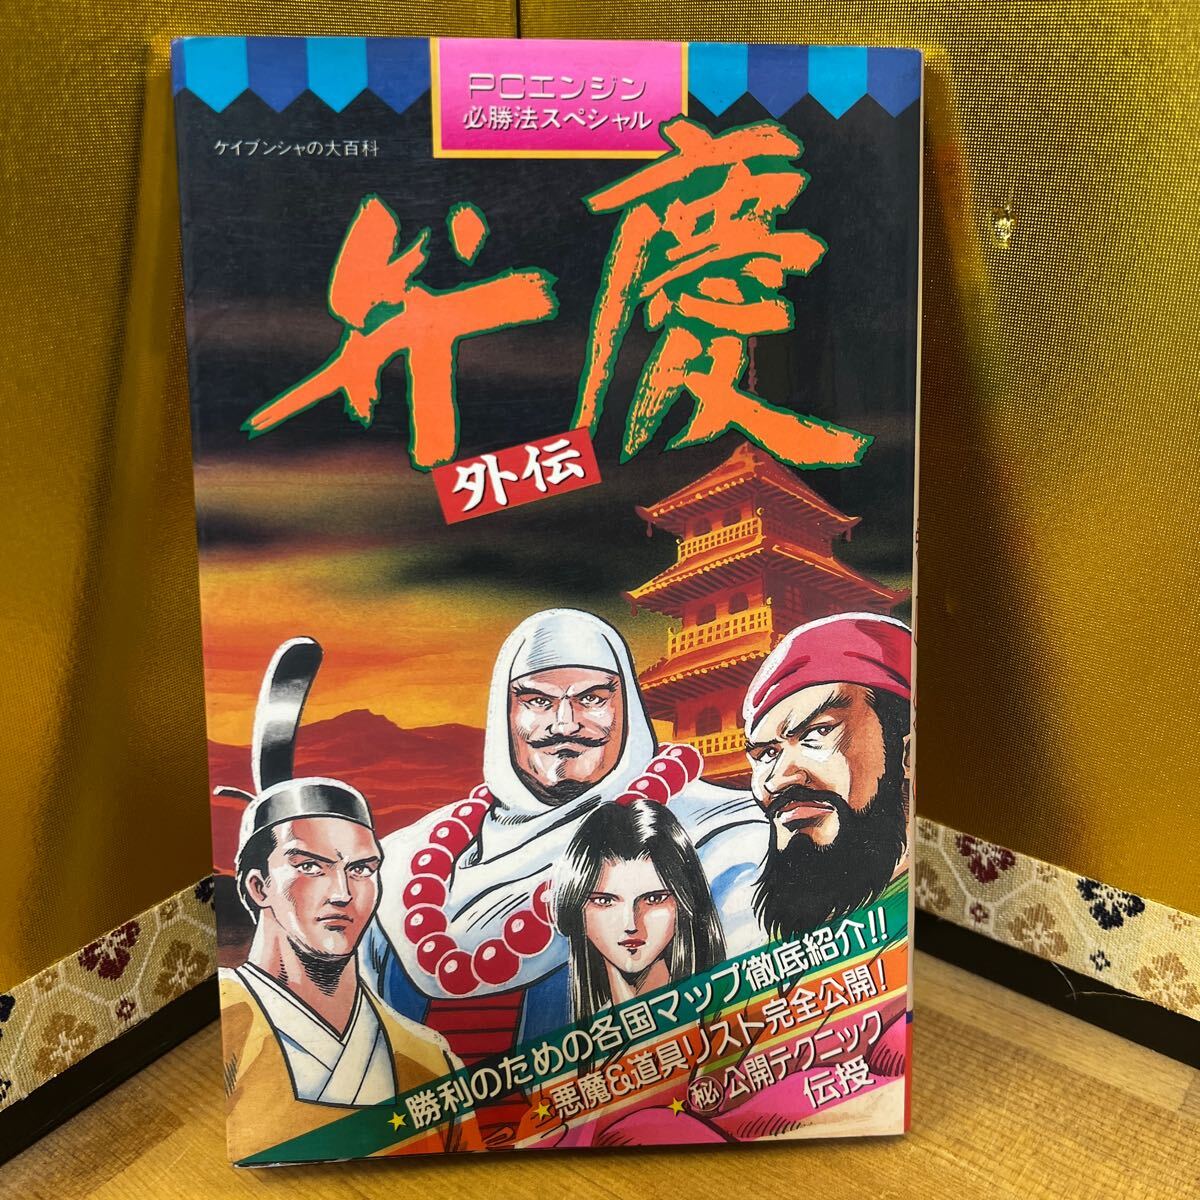 PCエンジン
必勝法スペシャル
ケイブンシャの大百科
弁慶
外伝
★勝利のための各国マップ徹底紹介!!
★悪魔&道具リスト完全公開!
★㊙公開テクニック
伝授